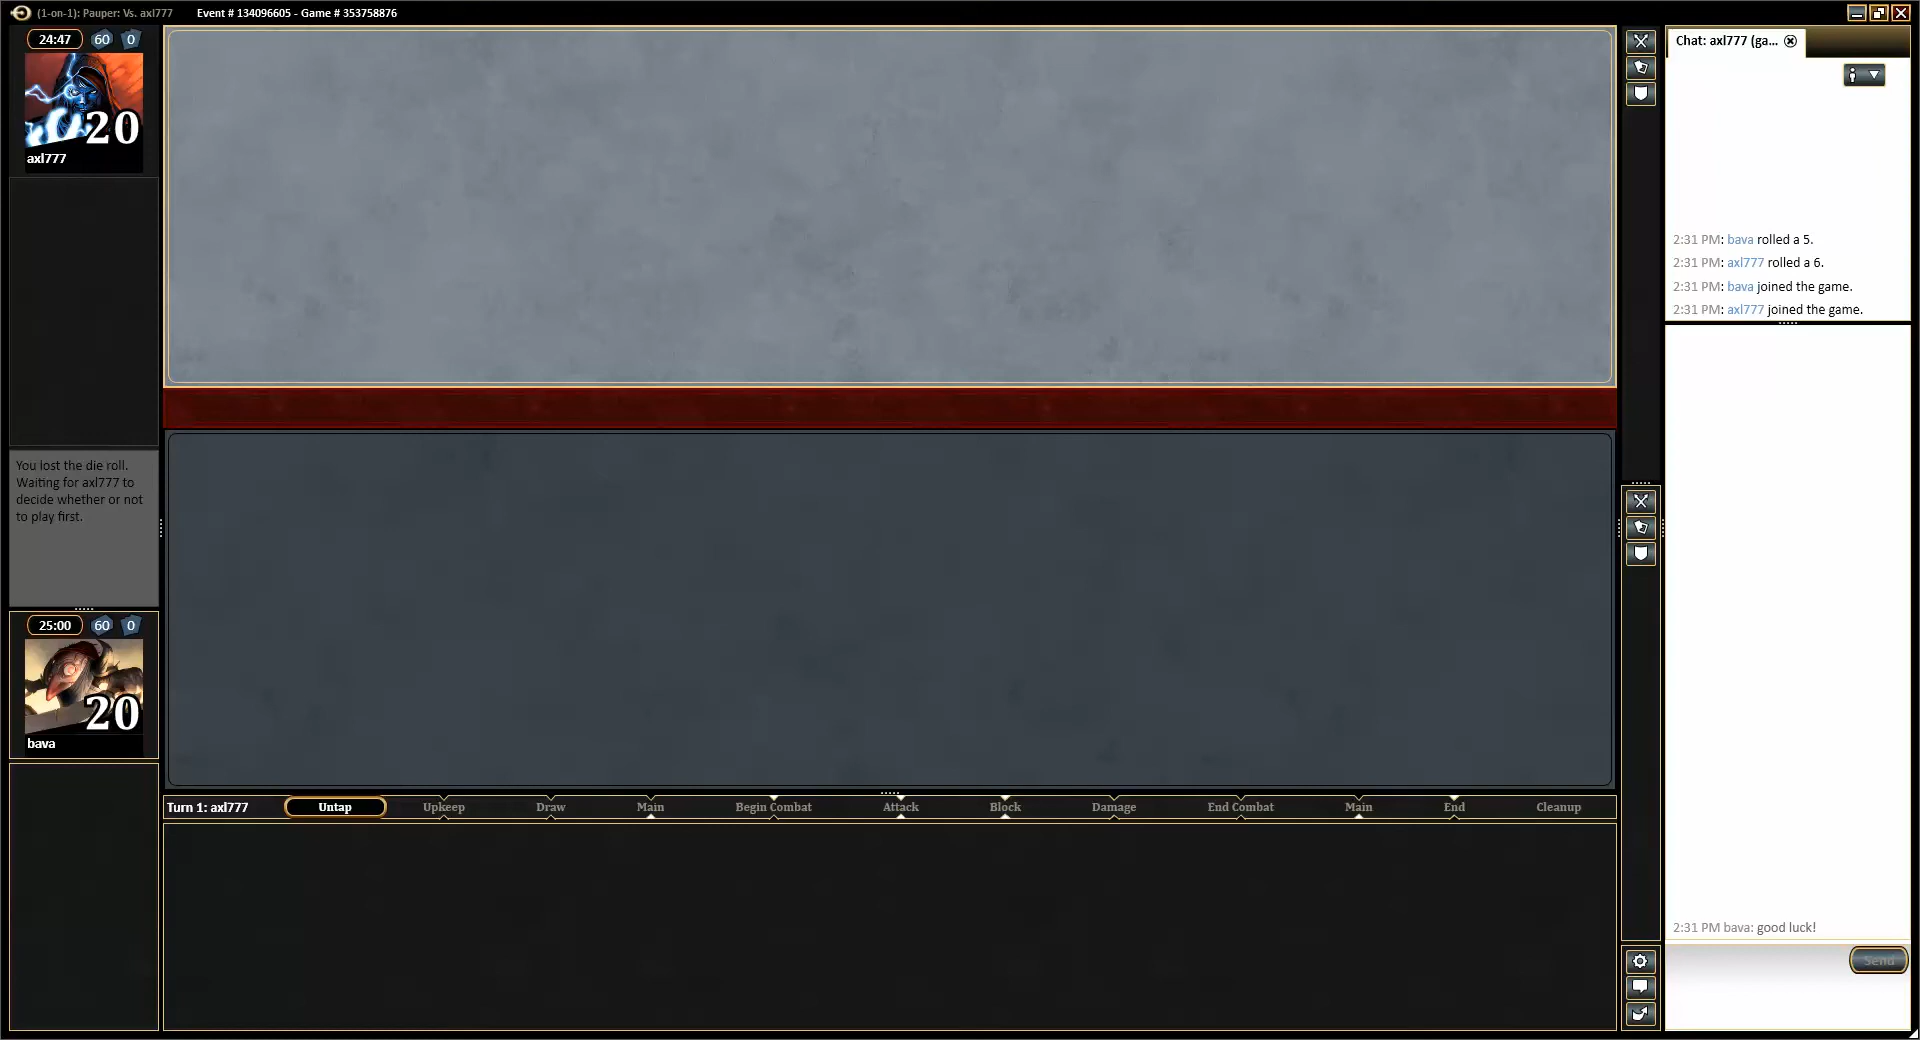 (1-on-1): Pauper: Vs. axl777 Event # 134096605 - Game # 353758876
24:47 60 0
20
axl777
You lost the die roll.
Waiting for axl777 to
decide whether or not
to play first.
25:00 60 0
20
bava
Turn 1: axl777 Untap Upkeep Draw Main Begin Combat Attack Block Damage End Combat Main End Cleanup
Chat: axl777 (ga...
2:31 PM: bava rolled a 5.
2:31 PM: axl777 rolled a 6.
2:31 PM: bava joined the game.
2:31 PM: axl777 joined the game.
2:31 PM bava: good luck!
Send